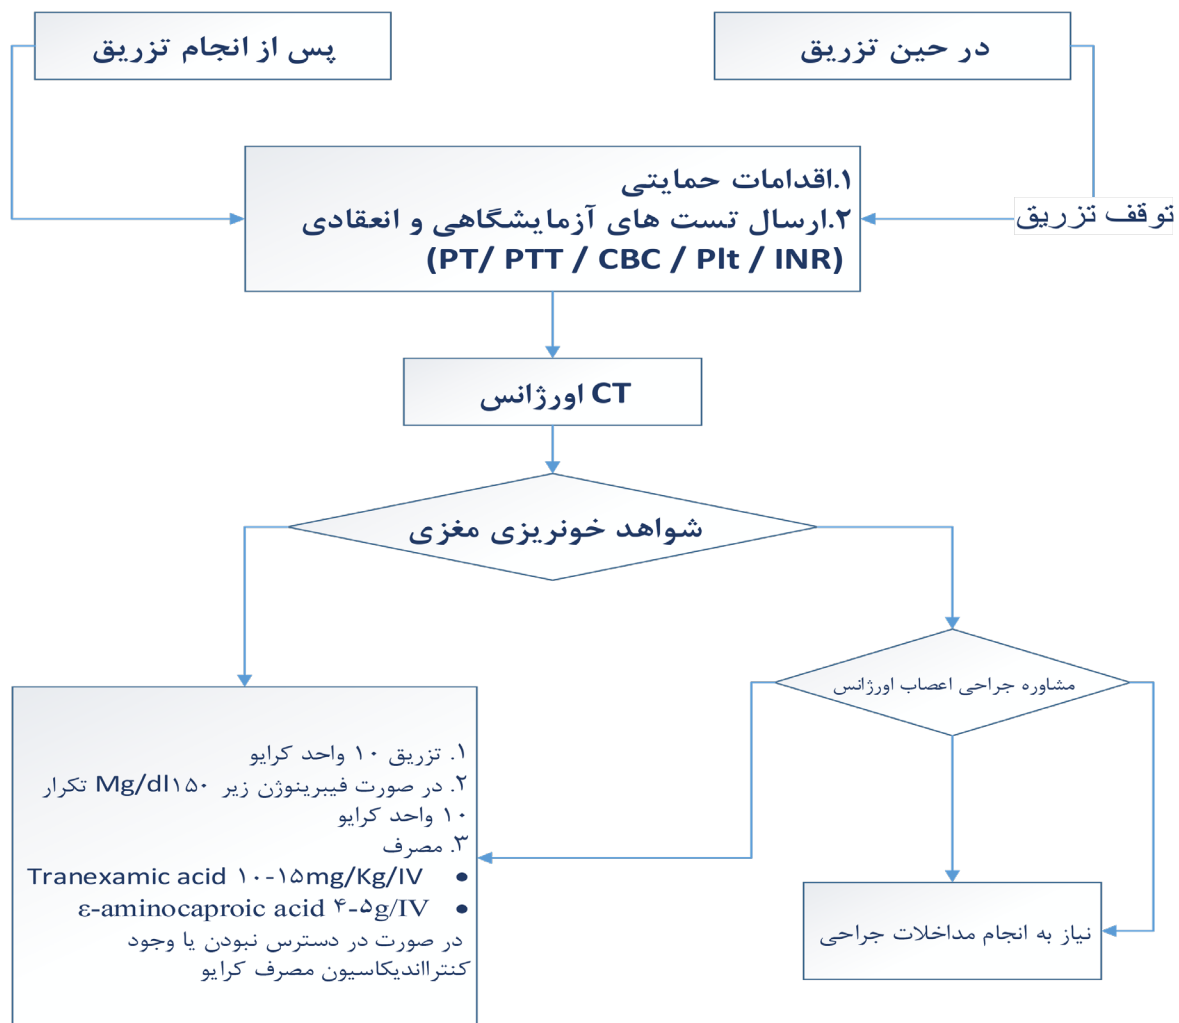 در حین تزریق
پس از انجام تزریق
توقف تزریق
۱.اقدامات حمایتی
۲.ارسال تست های آزمایشگاهی و انعقادی
(PT/ PTT / CBC / Plt / INR)
CT اورژانس
شواهد خونریزی مغزی
مشاوره جراحی اعصاب اورژانس
۱. تزریق ۱۰ واحد کرایو
۲. در صورت فیبرینوژن زیر Mg/dl۱۵۰ تکرار
۱۰ واحد کرایو
۳. مصرف
• Tranexamic acid ۱۰-۱۵mg/Kg/IV
• ε-aminocaproic acid ۴-۵g/IV
در صورت در دسترس نبودن یا وجود
کنترااندیکاسیون مصرف کرایو
نیاز به انجام مداخلات جراحی